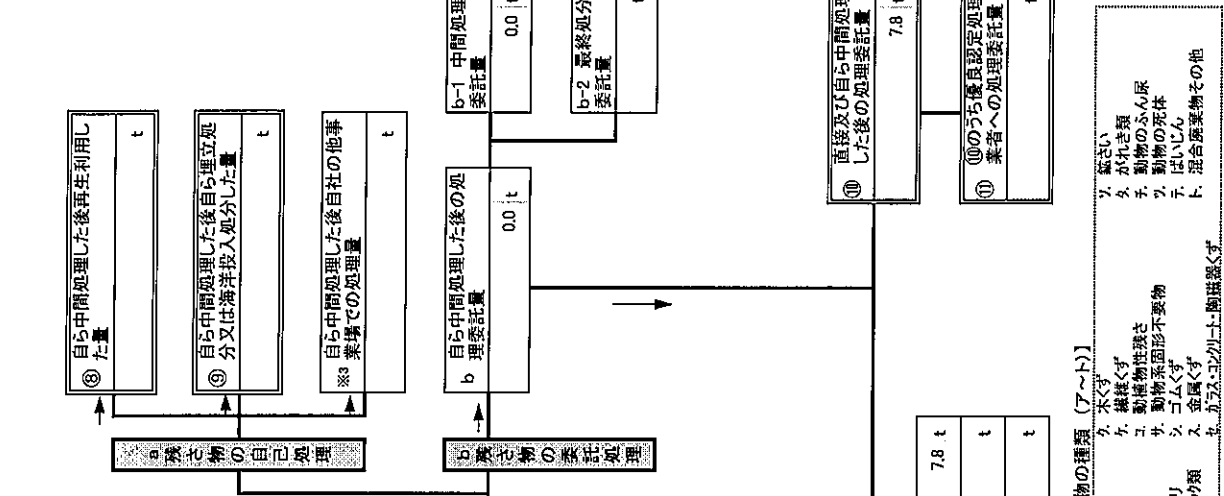 ⑧ 自ら中間処理した後再生利用し
た量
t
⑨ 自ら中間処理した後自ら埋立処
分又は海洋投入処分した量
t
※3 自ら中間処理した後自社の他事
業場での処理量
t
a 残さ物の自己処理
b 残さ物の委託処理
b 自ら中間処理した後の処
理委託量
0.0 t
b-1 中間処理
委託量
0.0 t
b-2 最終処分
委託量
t
⑩ 直接及び自ら中間処理
した後の処理委託量
7.8 t
⑪ ⑩のうち優良認定処理
業者への処理委託量
t
7.8 t
t
t
物の種類 (ア～ト)】
ク. 木くず
ケ. 繊維くず
コ. 動植物性残さ
サ. 動物系固形不要物
シ. ゴムくず
ス. 金属くず
セ. ガラス・コンクリート・陶磁器くず
ソ. 鉱さい
タ. がれき類
チ. 動物のふん尿
ツ. 動物の死体
テ. ばいじん
ト. 混合廃棄物その他
リ
ク類